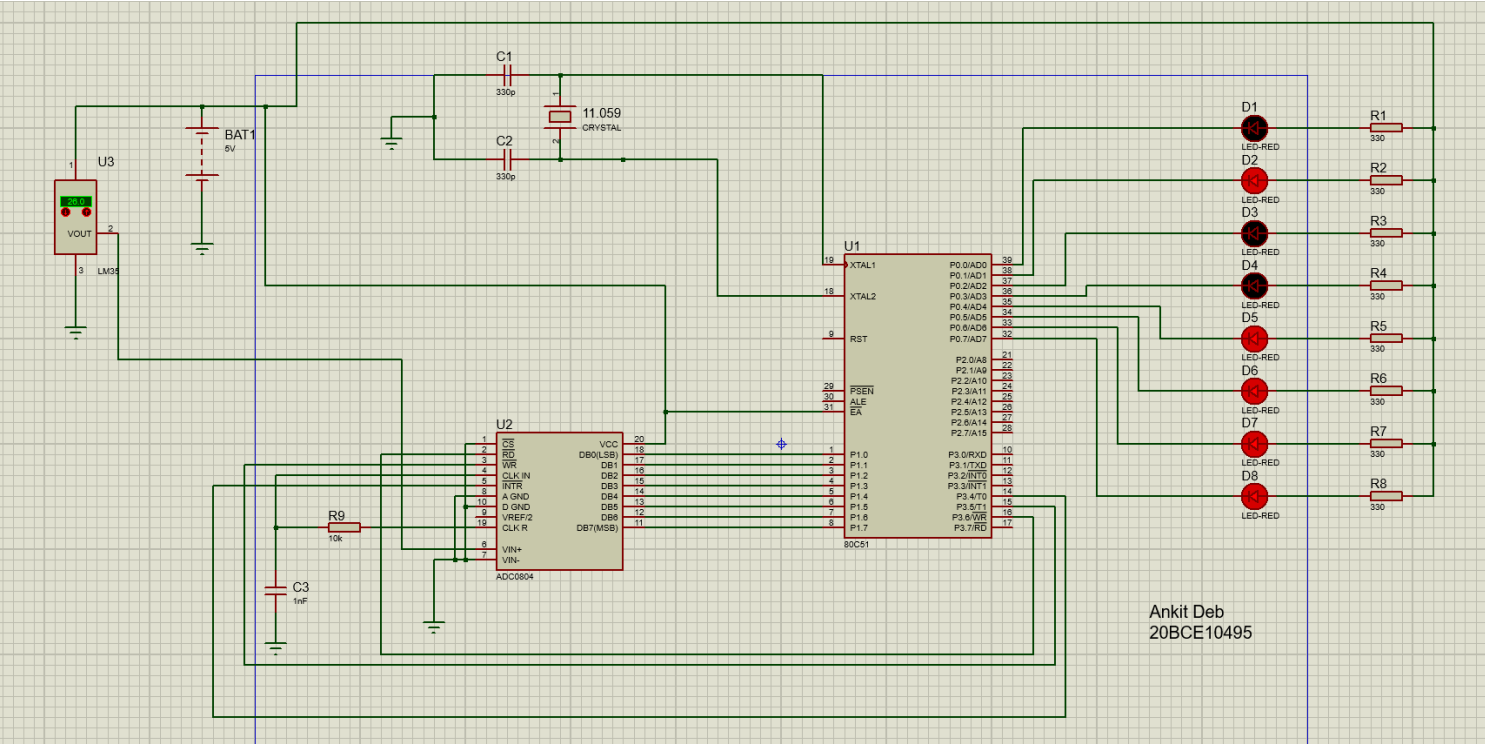 C1
330p
1
11.059
CRYSTAL
2
C2
330p
BAT1
5V
U3
1
26.0
VOUT
2
3
LM35
D1
LED-RED
R1
330
D2
LED-RED
R2
330
D3
LED-RED
R3
330
D4
LED-RED
R4
330
D5
LED-RED
R5
330
D6
LED-RED
R6
330
D7
LED-RED
R7
330
D8
LED-RED
R8
330
U1
19 XTAL1 P0.0/AD0 39
P0.1/AD1 38
P0.2/AD2 37
18 XTAL2 P0.3/AD3 36
P0.4/AD4 35
P0.5/AD5 34
P0.6/AD6 33
9 RST P0.7/AD7 32
P2.0/A8 21
P2.1/A9 22
P2.2/A10 23
29 PSEN P2.3/A11 24
30 ALE P2.4/A12 25
31 EA P2.5/A13 26
P2.6/A14 27
P2.7/A15 28
1 P1.0 P3.0/RXD 10
2 P1.1 P3.1/TXD 11
3 P1.2 P3.2/INT0 12
4 P1.3 P3.3/INT1 13
5 P1.4 P3.4/T0 14
6 P1.5 P3.5/T1 15
7 P1.6 P3.6/WR 16
8 P1.7 P3.7/RD 17
80C51
U2
1 CS VCC 20
2 RD DB0(LSB) 18
3 WR DB1 17
4 CLK IN DB2 16
5 INTR DB3 15
8 A GND DB4 14
10 D GND DB5 13
9 VREF/2 DB6 12
19 CLK R DB7(MSB) 11
6 VIN+
7 VIN-
ADC0804
R9
10k
C3
1nF
Ankit Deb
20BCE10495